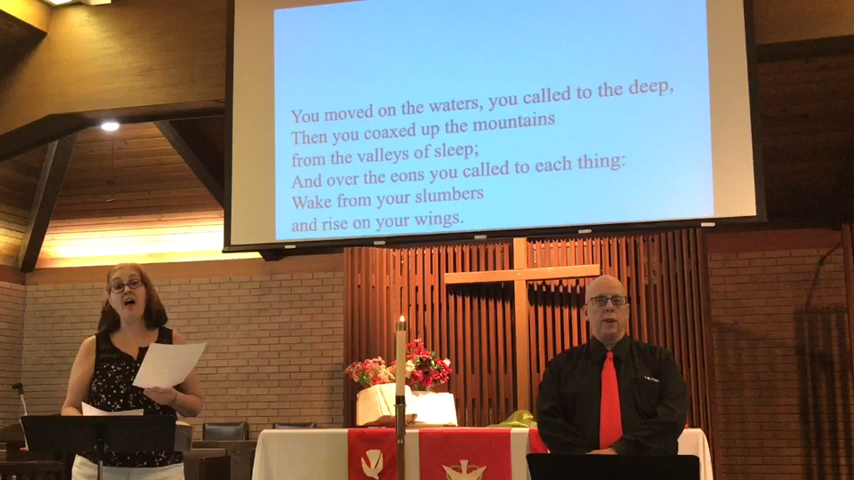 You moved on the waters, you called to the deep,
Then you coaxed up the mountains
from the valleys of sleep;
And over the eons you called to each thing:
Wake from your slumbers
and rise on your wings.